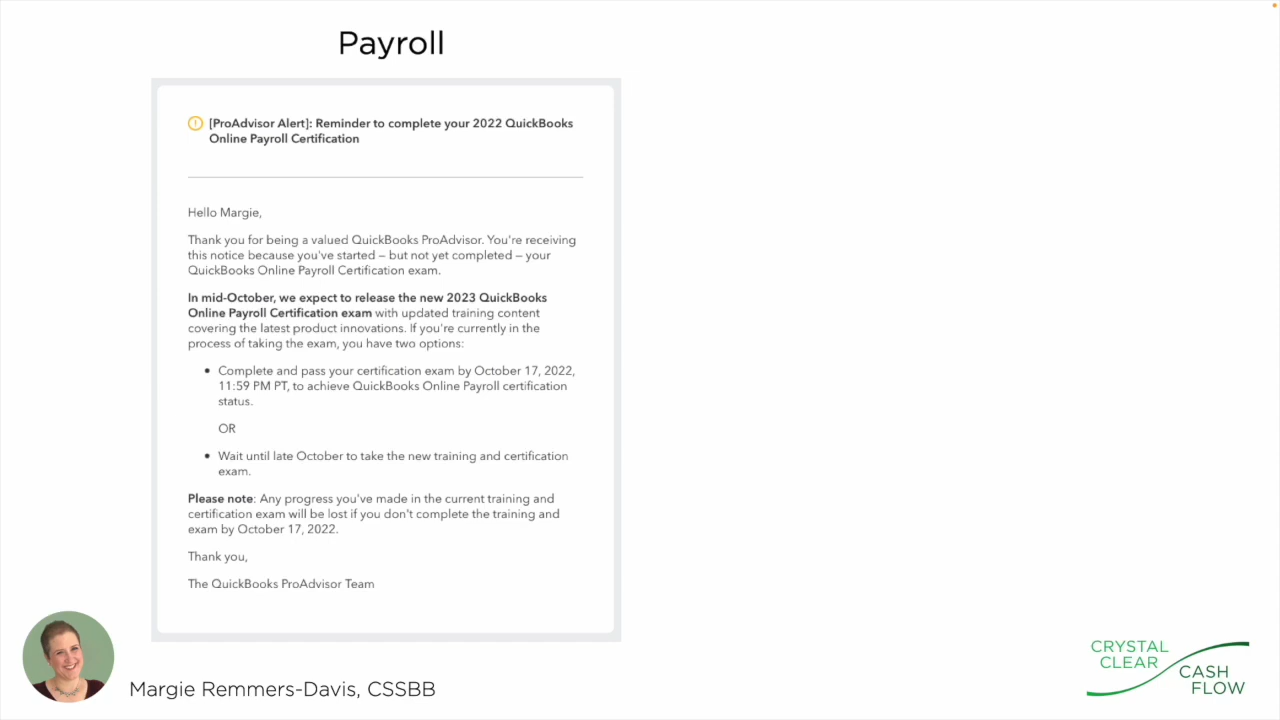 Payroll
[ProAdvisor Alert]: Reminder to complete your 2022 QuickBooks
Online Payroll Certification
Hello Margie,
Thank you for being a valued QuickBooks ProAdvisor. You're receiving
this notice because you've started – but not yet completed – your
QuickBooks Online Payroll Certification exam.
In mid-October, we expect to release the new 2023 QuickBooks
Online Payroll Certification exam with updated training content
covering the latest product innovations. If you're currently in the
process of taking the exam, you have two options:
• Complete and pass your certification exam by October 17, 2022,
11:59 PM PT, to achieve QuickBooks Online Payroll certification
status.
OR
• Wait until late October to take the new training and certification
exam.
Please note: Any progress you've made in the current training and
certification exam will be lost if you don't complete the training and
exam by October 17, 2022.
Thank you,
The QuickBooks ProAdvisor Team
Margie Remmers-Davis, CSSBB
CRYSTAL
CLEAR
CASH
FLOW